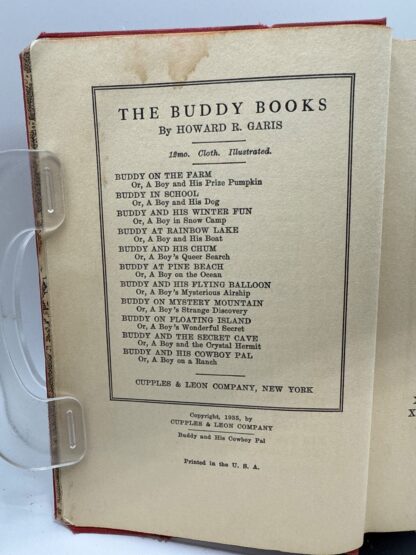 THE BUDDY BOOKS
By HOWARD R. GARIS
12mo. Cloth. Illustrated.
BUDDY ON THE FARM
Or, A Boy and His Prize Pumpkin
BUDDY IN SCHOOL
Or, A Boy and His Dog
BUDDY AND HIS WINTER FUN
Or, A Boy in Snow Camp
BUDDY AT RAINBOW LAKE
Or, A Boy and His Boat
BUDDY AND HIS CHUM
Or, A Boy's Queer Search
BUDDY AT PINE BEACH
Or, A Boy on the Ocean
BUDDY AND HIS FLYING BALLOON
Or, A Boy's Mysterious Airship
BUDDY ON MYSTERY MOUNTAIN
Or, A Boy's Strange Discovery
BUDDY ON FLOATING ISLAND
Or, A Boy's Wonderful Secret
BUDDY AND THE SECRET CAVE
Or, A Boy and the Crystal Hermit
BUDDY AND HIS COWBOY PAL
Or, A Boy on a Ranch
CUPPLES & LEON COMPANY, NEW YORK
Copyright, 1935, by
CUPPLES & LEON COMPANY
Buddy and His Cowboy Pal
Printed in the U. S. A.